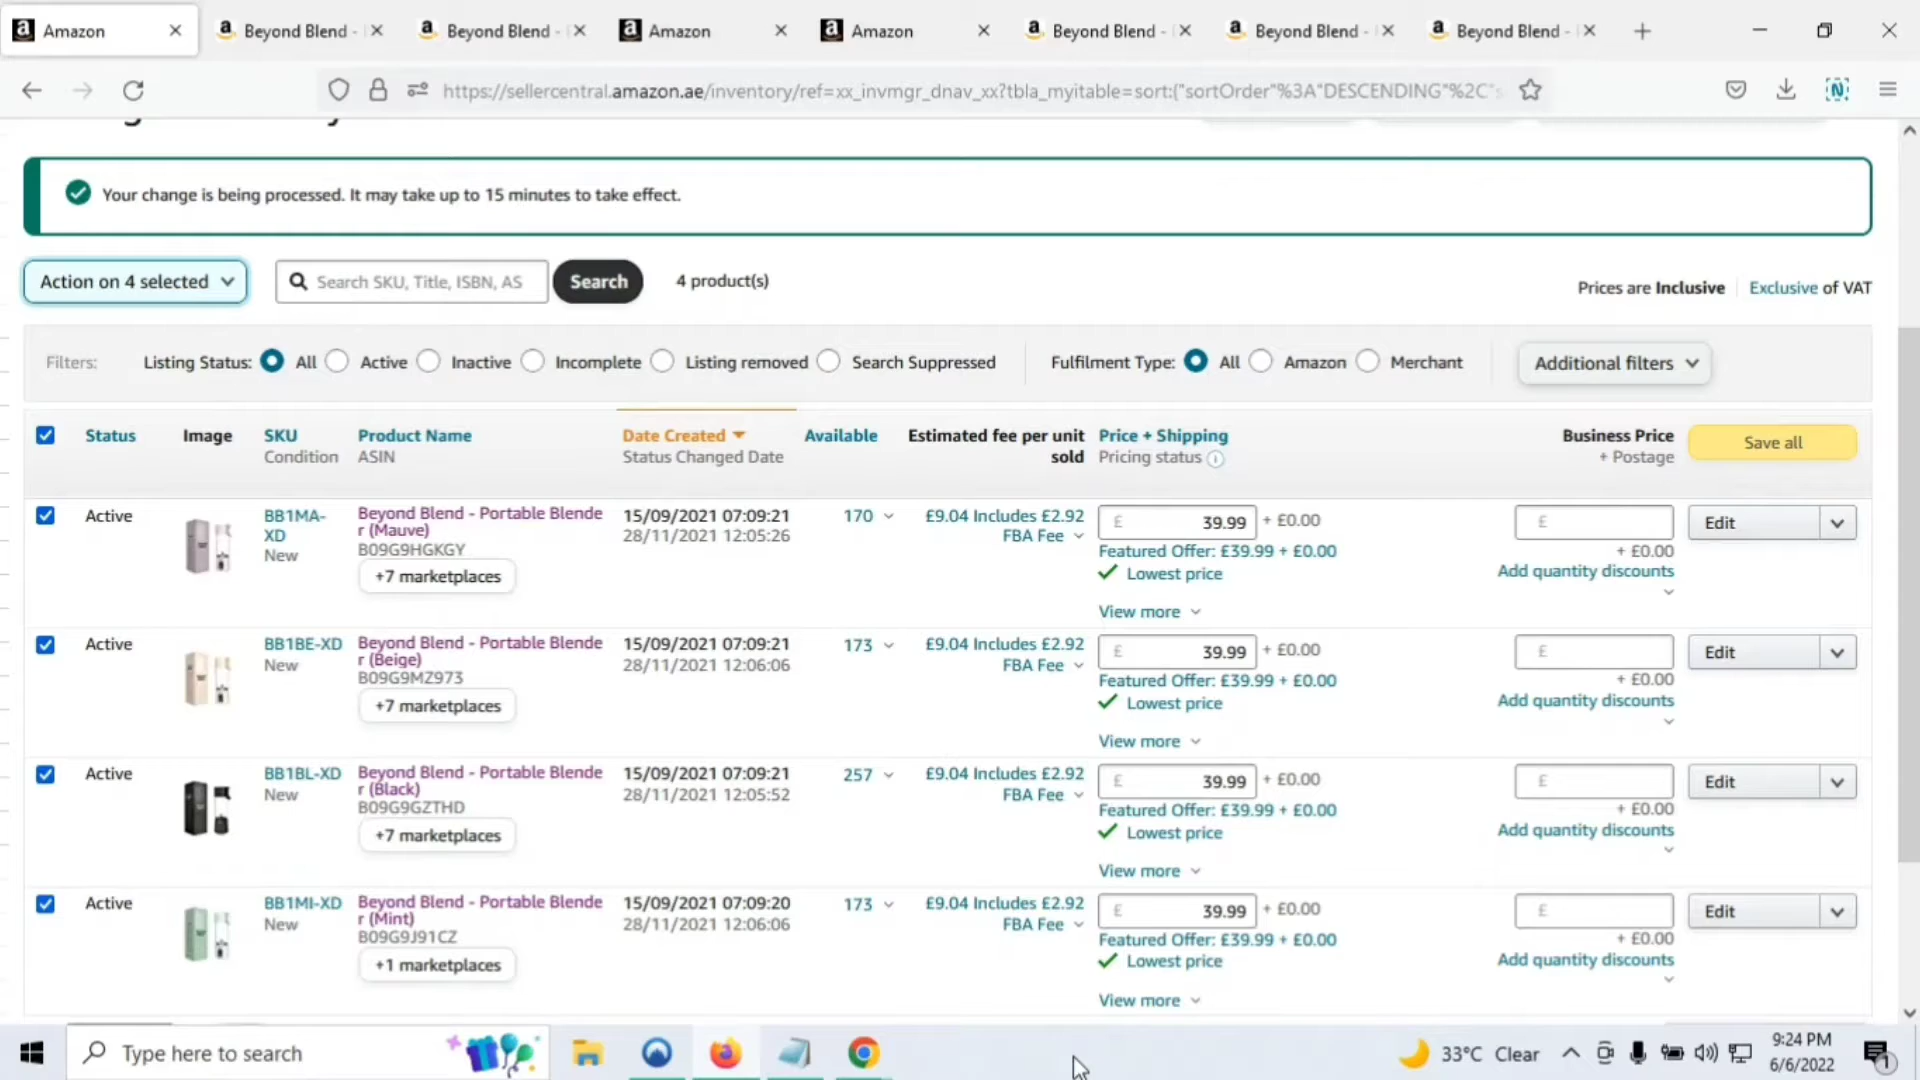 Amazon
Beyond Blend -
Beyond Blend -
Amazon
Amazon
Beyond Blend -
Beyond Blend -
Beyond Blend -
https://sellercentral.amazon.ae/inventory/ref=xx_invmgr_dnav_xx?tbla_myitable=sort:{"sortOrder"%3A"DESCENDING"%2C"s
Your change is being processed. It may take up to 15 minutes to take effect.
Action on 4 selected
Search SKU, Title, ISBN, AS
Search
4 product(s)
Prices are Inclusive
Exclusive of VAT
Filters:
Listing Status:
All
Active
Inactive
Incomplete
Listing removed
Search Suppressed
Fulfilment Type:
All
Amazon
Merchant
Additional filters
Status
Image
SKU
Condition
Product Name
ASIN
Date Created
Status Changed Date
Available
Estimated fee per unit
sold
Price + Shipping
Pricing status
Business Price
+ Postage
Save all
Active
BB1MA-
XD
New
Beyond Blend - Portable Blende
r (Mauve)
B09G9HGKGY
+7 marketplaces
15/09/2021 07:09:21
28/11/2021 12:05:26
170
£9.04 Includes £2.92
FBA Fee
£ 39.99 + £0.00
Featured Offer: £39.99 + £0.00
Lowest price
View more
£
+ £0.00
Add quantity discounts
Edit
Active
BB1BE-XD
New
Beyond Blend - Portable Blende
r (Beige)
B09G9MZ973
+7 marketplaces
15/09/2021 07:09:21
28/11/2021 12:06:06
173
£9.04 Includes £2.92
FBA Fee
£ 39.99 + £0.00
Featured Offer: £39.99 + £0.00
Lowest price
View more
£
+ £0.00
Add quantity discounts
Edit
Active
BB1BL-XD
New
Beyond Blend - Portable Blende
r (Black)
B09G9GZTHD
+7 marketplaces
15/09/2021 07:09:21
28/11/2021 12:05:52
257
£9.04 Includes £2.92
FBA Fee
£ 39.99 + £0.00
Featured Offer: £39.99 + £0.00
Lowest price
View more
£
+ £0.00
Add quantity discounts
Edit
Active
BB1MI-XD
New
Beyond Blend - Portable Blende
r (Mint)
B09G9J91CZ
+1 marketplaces
15/09/2021 07:09:20
28/11/2021 12:06:06
173
£9.04 Includes £2.92
FBA Fee
£ 39.99 + £0.00
Featured Offer: £39.99 + £0.00
Lowest price
View more
£
+ £0.00
Add quantity discounts
Edit
Type here to search
33°C Clear
9:24 PM
6/6/2022
1